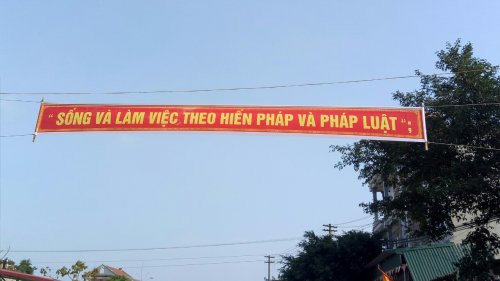 " SỐNG VÀ LÀM VIỆC THEO HIẾN PHÁP VÀ PHÁP LUẬT ";